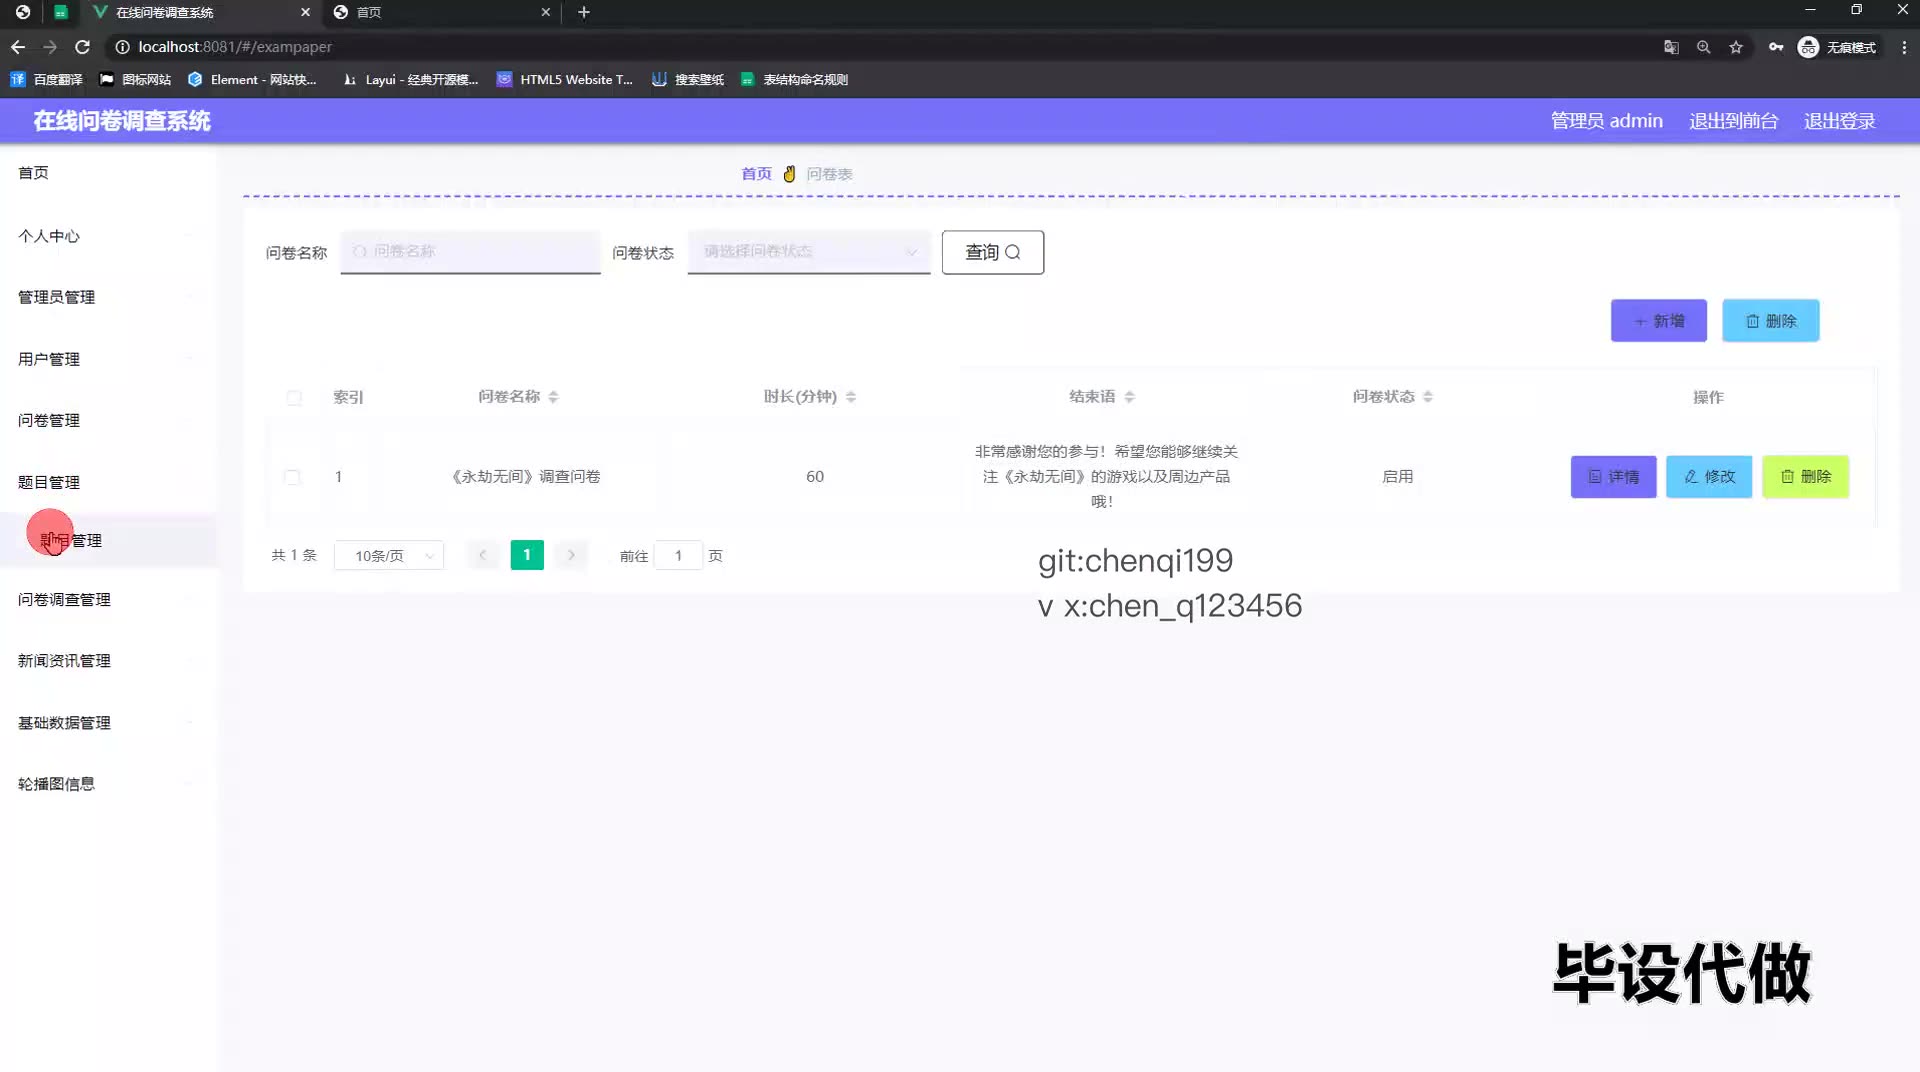 在线问卷调查系统
首页
localhost:8081/#/exampaper
无痕模式
百度翻译
图标网站
Element - 网站快...
Layui - 经典开源模...
HTML5 Website T...
搜索壁纸
表结构命名规则
在线问卷调查系统
管理员 admin
退出到前台
退出登录
首页
个人中心
管理员管理
用户管理
问卷管理
题目管理
题目管理
问卷调查管理
新闻资讯管理
基础数据管理
轮播图信息
首页 问卷表
问卷名称 问卷名称 问卷状态 请选择问卷状态 查询
+ 新增 删除
索引 问卷名称 时长(分钟) 结束语 问卷状态 操作
1 《永劫无间》调查问卷 60
非常感谢您的参与！希望您能够继续关
注《永劫无间》的游戏以及周边产品
哦！
启用 详情 修改 删除
共 1 条 10条/页 1 前往 1 页
git:chenqi199
v x:chen_q123456
毕设代做